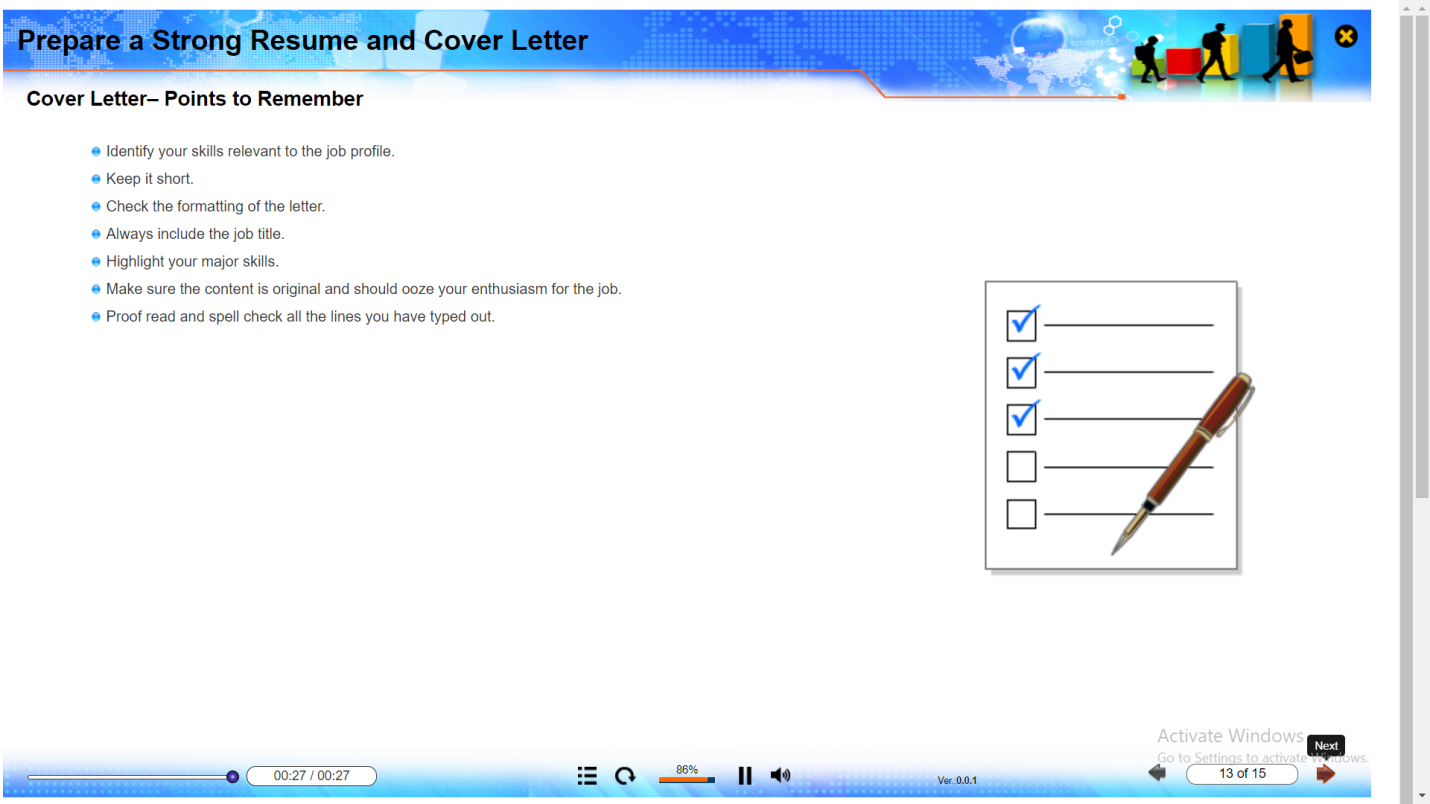 Prepare a Strong Resume and Cover Letter
Cover Letter– Points to Remember
Identify your skills relevant to the job profile.
Keep it short.
Check the formatting of the letter.
Always include the job title.
Highlight your major skills.
Make sure the content is original and should ooze your enthusiasm for the job.
Proof read and spell check all the lines you have typed out.
Activate Windows
Next
Go to Settings to activate Windows.
00:27 / 00:27
86%
Ver :0.0.1
13 of 15